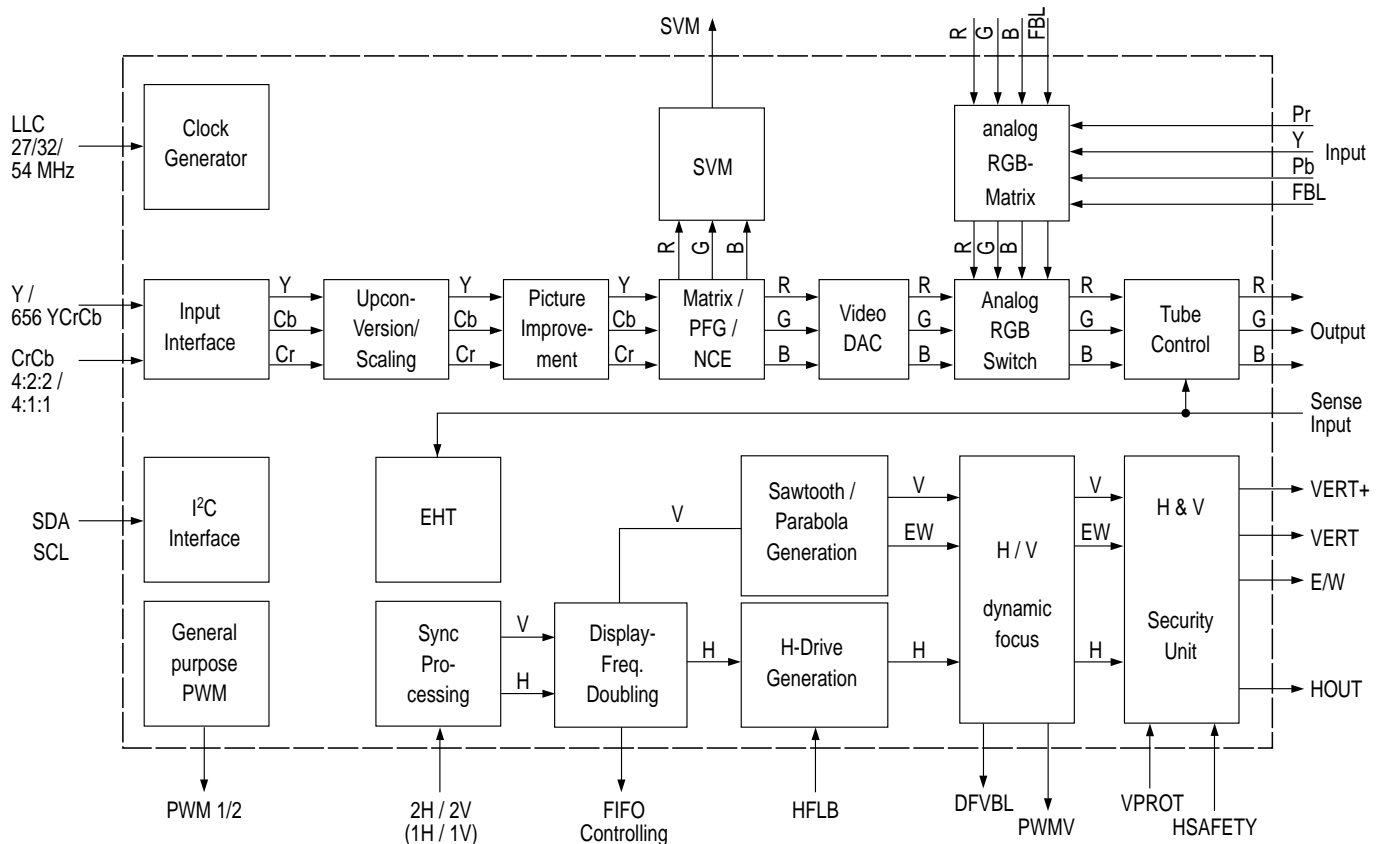 SVM
R
G
B
FBL
LLC
27/32/
54 MHz
Clock
Generator
SVM
analog
RGB-
Matrix
Pr
Y
Pb
FBL
Input
R
G
B
R
G
B
Y /
656 YCrCb
CrCb
4:2:2 /
4:1:1
Input
Interface
Y
Cb
Cr
Upcon-
Version/
Scaling
Y
Cb
Cr
Picture
Improve-
ment
Y
Cb
Cr
Matrix /
PFG /
NCE
R
G
B
Video
DAC
R
G
B
Analog
RGB
Switch
R
G
B
Tube
Control
R
G
B
Output
Sense
Input
SDA
SCL
I²C
Interface
EHT
V
Sawtooth /
Parabola
Generation
V
EW
H / V
dynamic
focus
V
EW
H
H & V
Security
Unit
VERT+
VERT
E/W
HOUT
General
purpose
PWM
Sync
Pro-
cessing
V
H
Display-
Freq.
Doubling
H
H-Drive
Generation
H
PWM 1/2
2H / 2V
(1H / 1V)
FIFO
Controlling
HFLB
DFVBL
PWMV
VPROT
HSAFETY